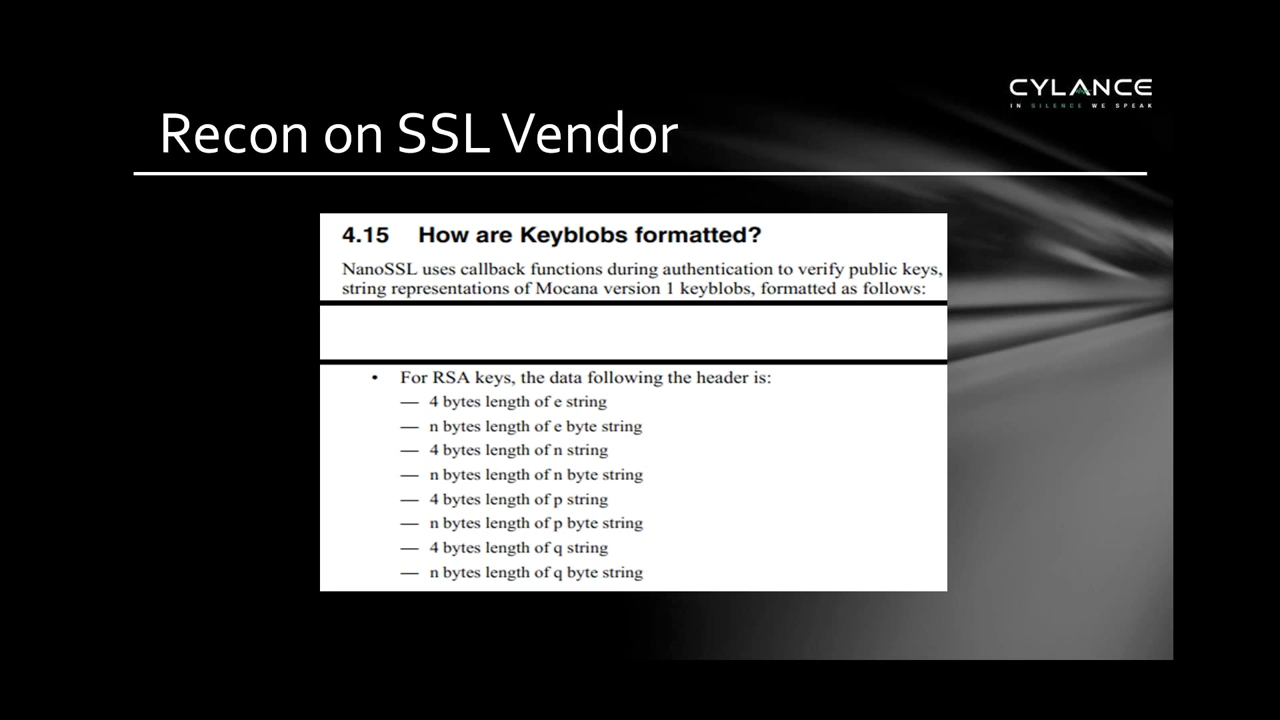 CYLANCE
IN SILENCE WE SPEAK
Recon on SSL Vendor
4.15 How are Keyblobs formatted?
NanoSSL uses callback functions during authentication to verify public keys,
string representations of Mocana version 1 keyblobs, formatted as follows:
• For RSA keys, the data following the header is:
— 4 bytes length of e string
— n bytes length of e byte string
— 4 bytes length of n string
— n bytes length of n byte string
— 4 bytes length of p string
— n bytes length of p byte string
— 4 bytes length of q string
— n bytes length of q byte string